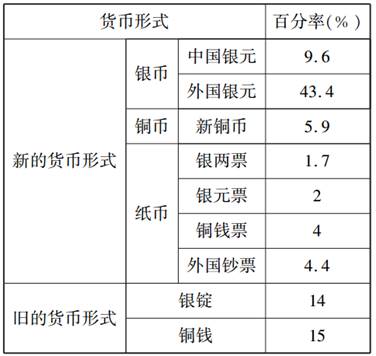 货币形式 百分率(%)
新的货币形式 银币 中国银元 9.6
外国银元 43.4
铜币 新铜币 5.9
纸币 银两票 1.7
银元票 2
铜钱票 4
外国钞票 4.4
旧的货币形式 银锭 14
铜钱 15